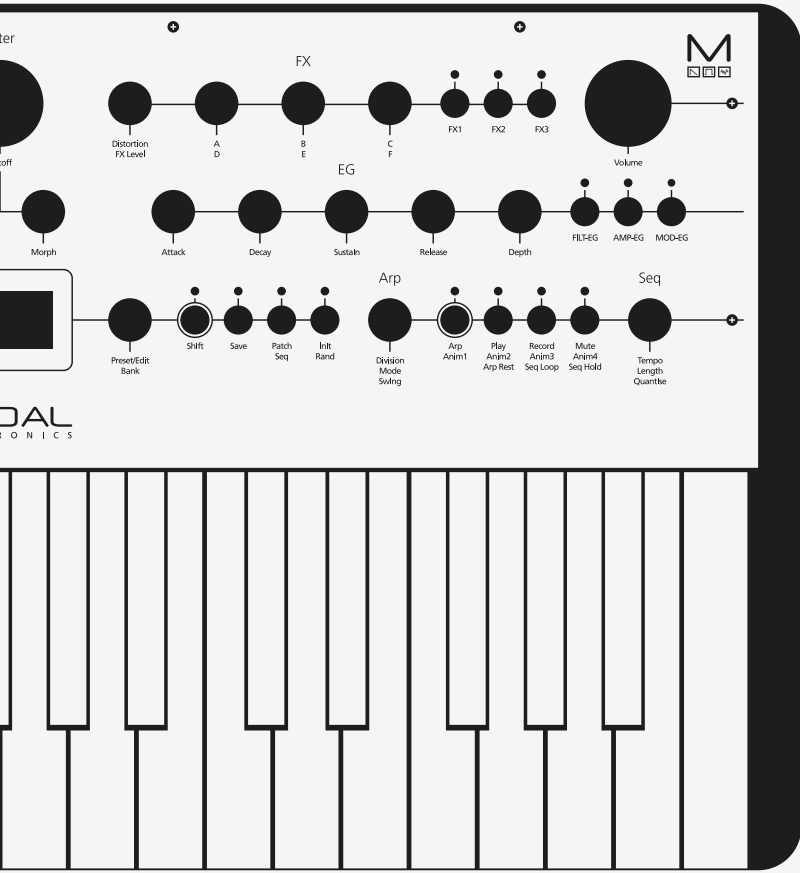 ter
FX
Distortion
FX Level
A
D
B
E
C
F
FX1
FX2
FX3
Volume
toff
EG
Morph
Attack
Decay
Sustain
Release
Depth
FILT-EG
AMP-EG
MOD-EG
Arp
Seq
Preset/Edit
Bank
Shift
Save
Patch
Seq
Init
Rand
Division
Mode
Swing
Arp
Anim1
Play
Anim2
Arp Rest
Record
Anim3
Seq Loop
Mute
Anim4
Seq Hold
Tempo
Length
Quantise
DAL
RONICS